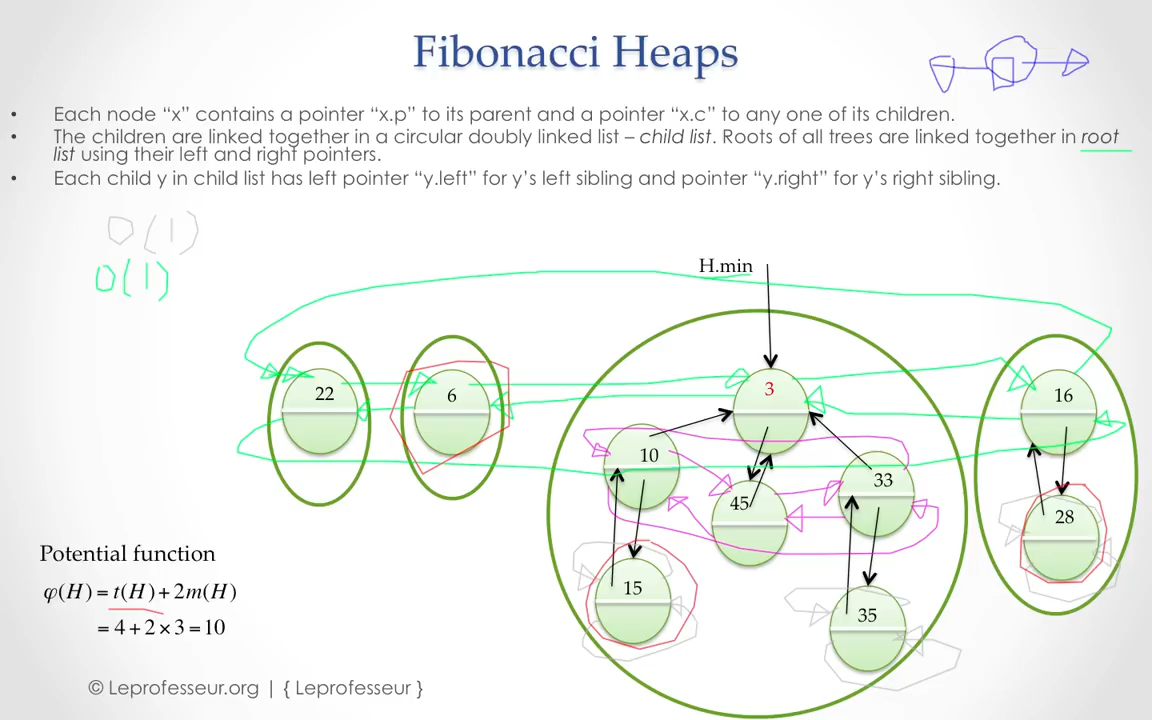 Fibonacci Heaps
• Each node “x” contains a pointer “x.p” to its parent and a pointer “x.c” to any one of its children.
• The children are linked together in a circular doubly linked list – child list. Roots of all trees are linked together in root
list using their left and right pointers.
• Each child y in child list has left pointer “y.left” for y’s left sibling and pointer “y.right” for y’s right sibling.
O(1)
O(1)
H.min
22
6
3
16
10
45
33
28
15
35
Potential function
φ(H) = t(H) + 2m(H)
= 4 + 2 × 3 = 10
© Leprofesseur.org | { Leprofesseur }